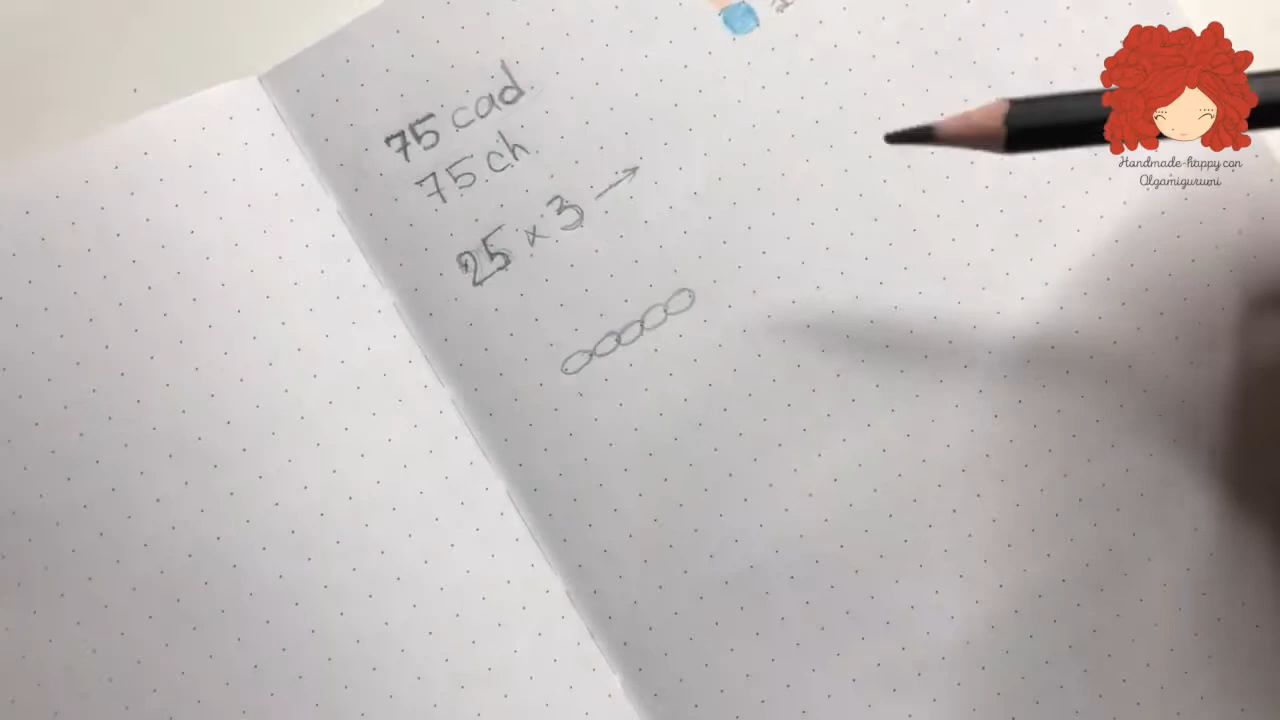 75 cad
75 ch
25 x 3 →
Handmade-happy con
Olgamigurumi